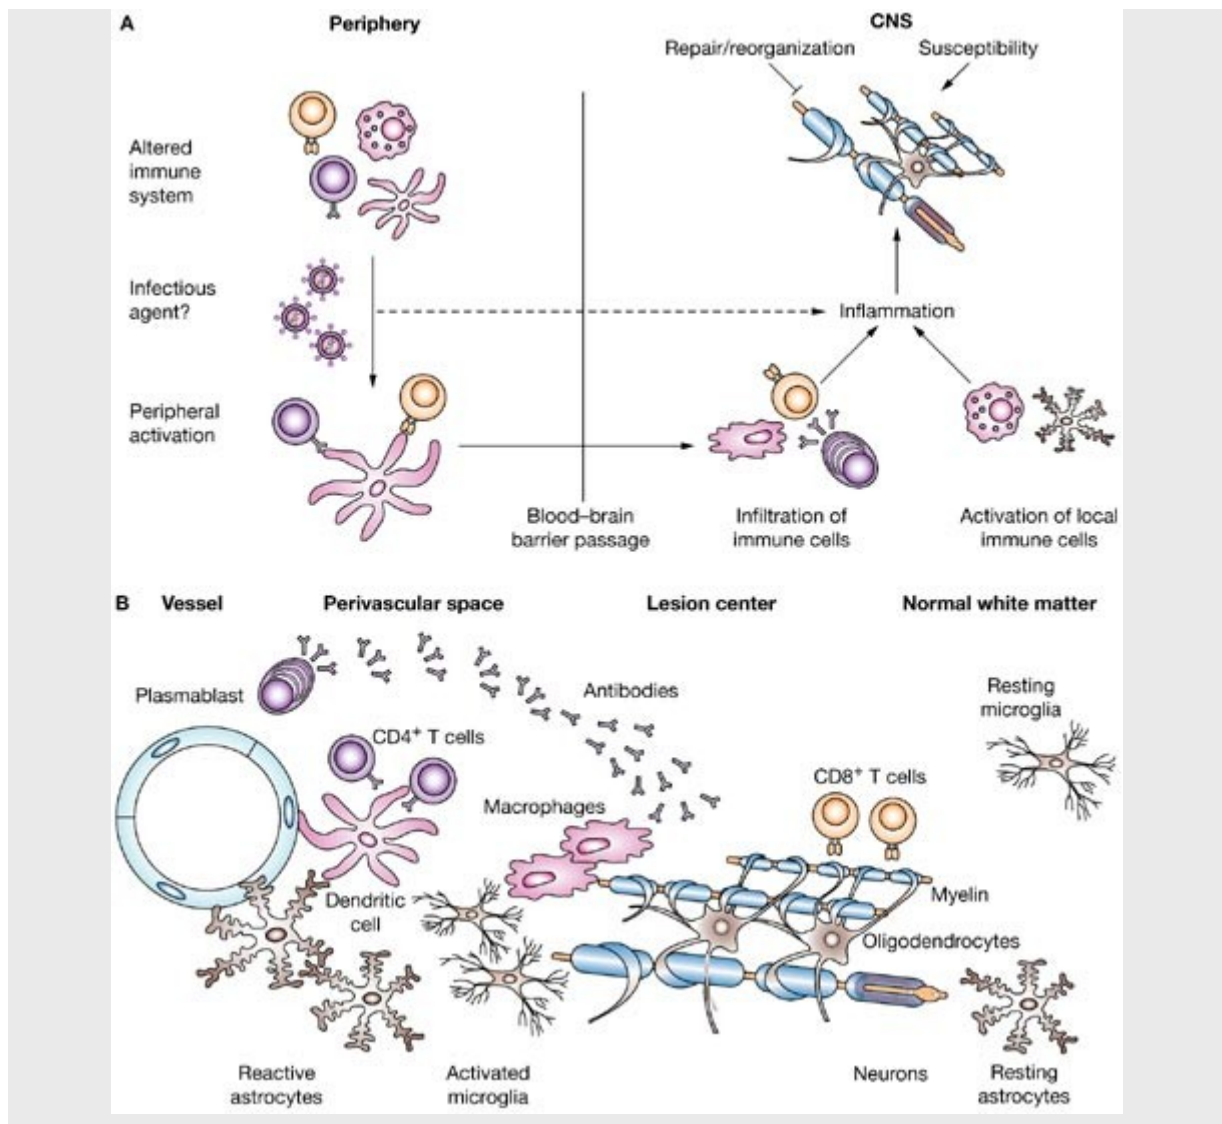 A
Periphery
CNS
Repair/reorganization
Susceptibility
Altered
immune
system
Infectious
agent?
Inflammation
Peripheral
activation
Blood–brain
barrier passage
Infiltration of
immune cells
Activation of local
immune cells
B
Vessel
Perivascular space
Lesion center
Normal white matter
Plasmablast
Antibodies
Resting
microglia
CD4+ T cells
CD8+ T cells
Macrophages
Dendritic
cell
Myelin
Oligodendrocytes
Reactive
astrocytes
Activated
microglia
Neurons
Resting
astrocytes